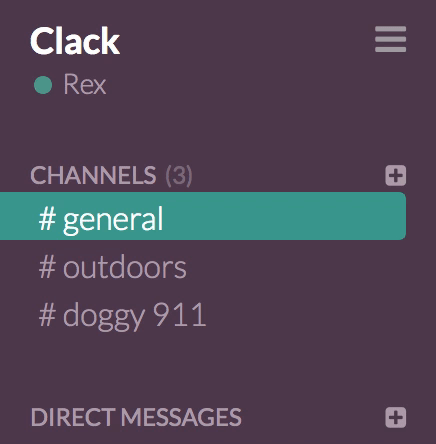 Clack
Rex
CHANNELS (3)
# general
# outdoors
# doggy 911
DIRECT MESSAGES